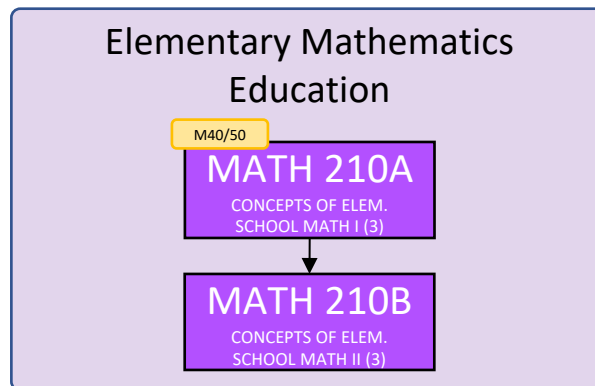 Elementary Mathematics
Education
M40/50
MATH 210A
CONCEPTS OF ELEM.
SCHOOL MATH I (3)
MATH 210B
CONCEPTS OF ELEM.
SCHOOL MATH II (3)